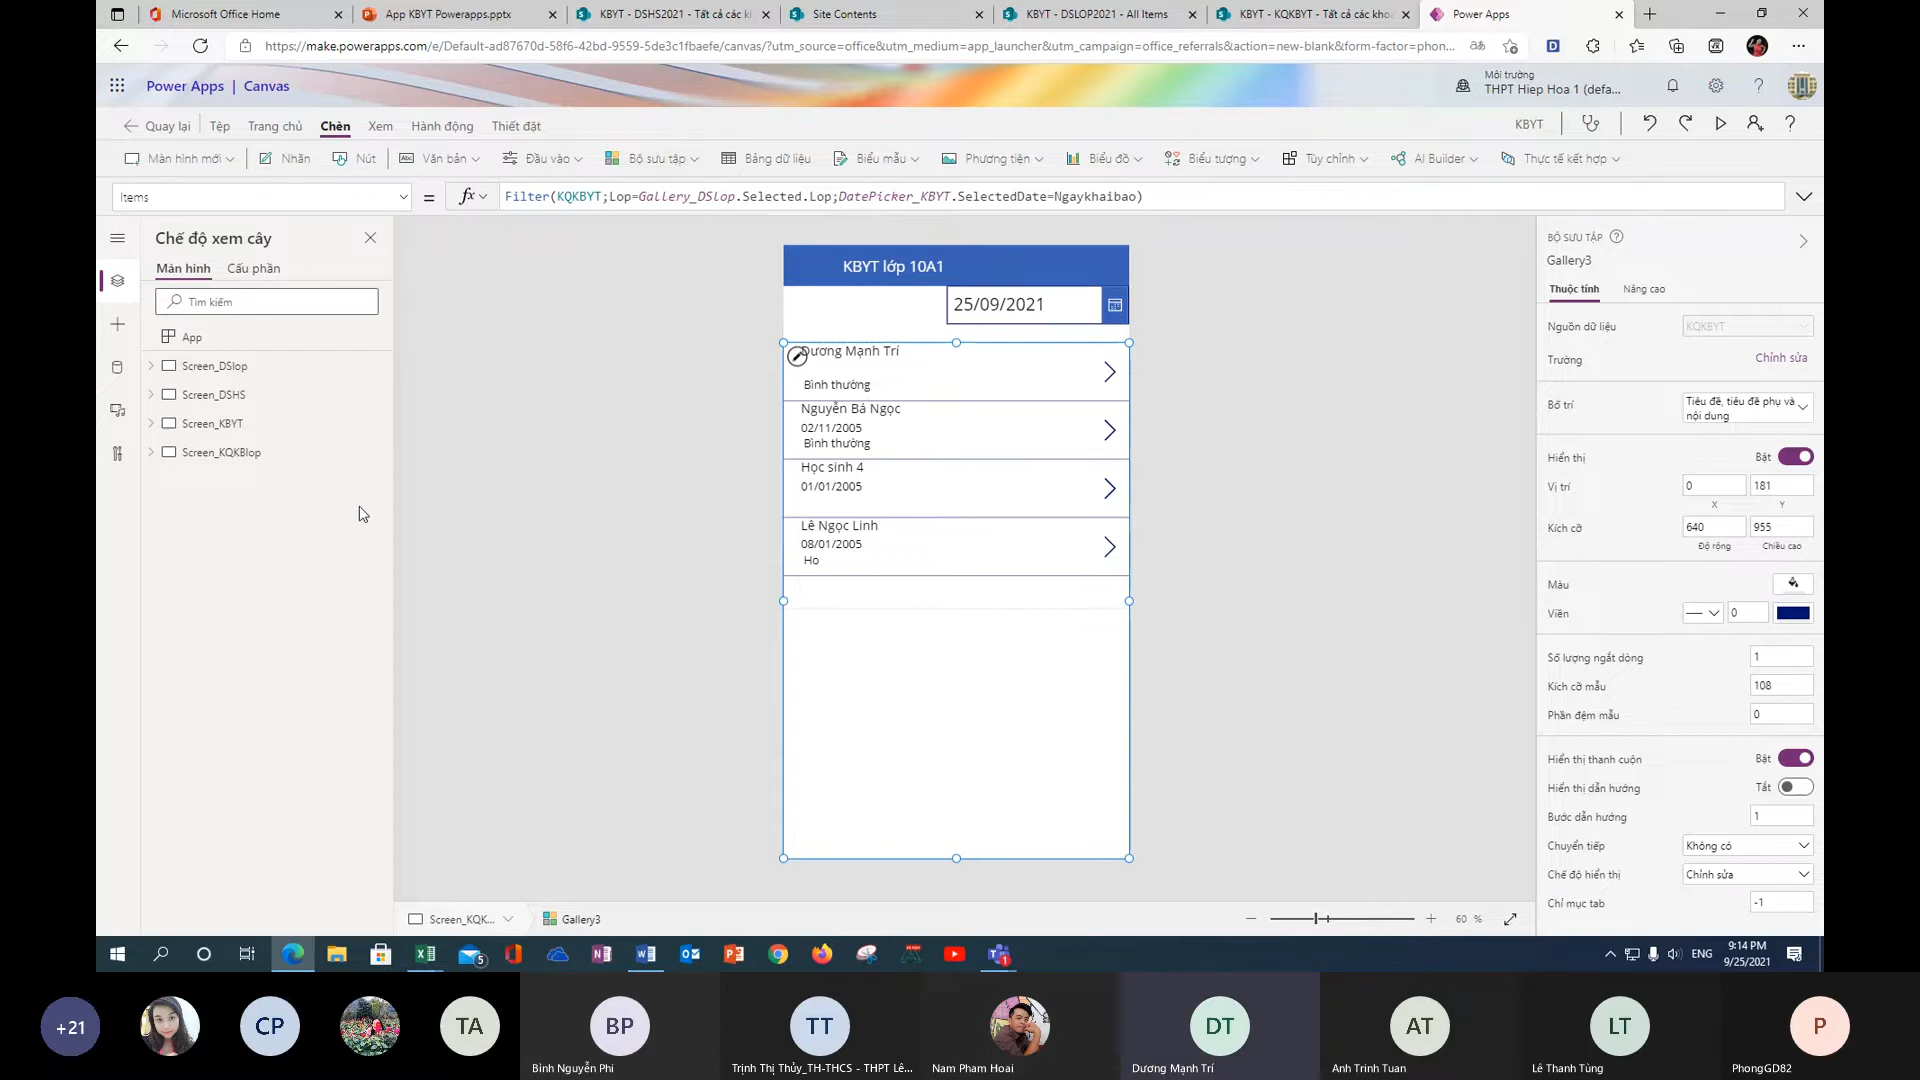 Microsoft Office Home
App KBYT Powerapps.pptx
KBYT - DSHS2021 - Tất cả các kl
Site Contents
KBYT - DSLOP2021 - All Items
KBYT - KQKBYT - Tất cả các kho
Power Apps
https://make.powerapps.com/e/Default-ad87670d-58f6-42bd-9559-5de3c1fbaefe/canvas/?utm_source=office&utm_medium=app_launcher&utm_campaign=office_referrals&action=new-blank&form-factor=phon...
Power Apps | Canvas
Môi trường
THPT Hiep Hoa 1 (defa...
Quay lại
Tệp
Trang chủ
Chèn
Xem
Hành động
Thiết đặt
KBYT
Màn hình mới
Nhãn
Nút
Văn bản
Đầu vào
Bộ sưu tập
Bảng dữ liệu
Biểu mẫu
Phương tiện
Biểu đồ
Biểu tượng
Tùy chỉnh
AI Builder
Thực tế kết hợp
Items
=
fx
Filter(KQKBYT;Lop=Gallery_DSlop.Selected.Lop;DatePicker_KBYT.SelectedDate=Ngaykhaibao)
Chế độ xem cây
Màn hình
Cấu phần
Tìm kiếm
App
Screen_DSlop
Screen_DSHS
Screen_KBYT
Screen_KQKBlop
KBYT lớp 10A1
25/09/2021
Dương Mạnh Trí
Bình thường
Nguyễn Bá Ngọc
02/11/2005
Bình thường
Học sinh 4
01/01/2005
Lê Ngọc Linh
08/01/2005
Ho
BỘ SƯU TẬP
Gallery3
Thuộc tính
Nâng cao
Nguồn dữ liệu
KQKBYT
Trường
Chỉnh sửa
Bố trí
Tiêu đề, tiêu đề phụ và
nội dung
Hiển thị
Bật
Vị trí
0
181
X
Y
Kích cỡ
640
955
Độ rộng
Chiều cao
Màu
Viền
0
Số lượng ngắt dòng
1
Kích cỡ mẫu
108
Phần đệm mẫu
0
Hiển thị thanh cuộn
Bật
Hiển thị dẫn hướng
Tắt
Bước dẫn hướng
1
Chuyển tiếp
Không có
Chế độ hiển thị
Chỉnh sửa
Chỉ mục tab
-1
Screen_KQK...
Gallery3
60 %
5
1
ENG
9:14 PM
9/25/2021
+21
CP
TA
BP
Bình Nguyễn Phi
TT
Trịnh Thị Thủy_TH-THCS - THPT Lê...
Nam Pham Hoai
DT
Dương Mạnh Trí
AT
Anh Trinh Tuan
LT
Lê Thanh Tùng
P
PhongGD82